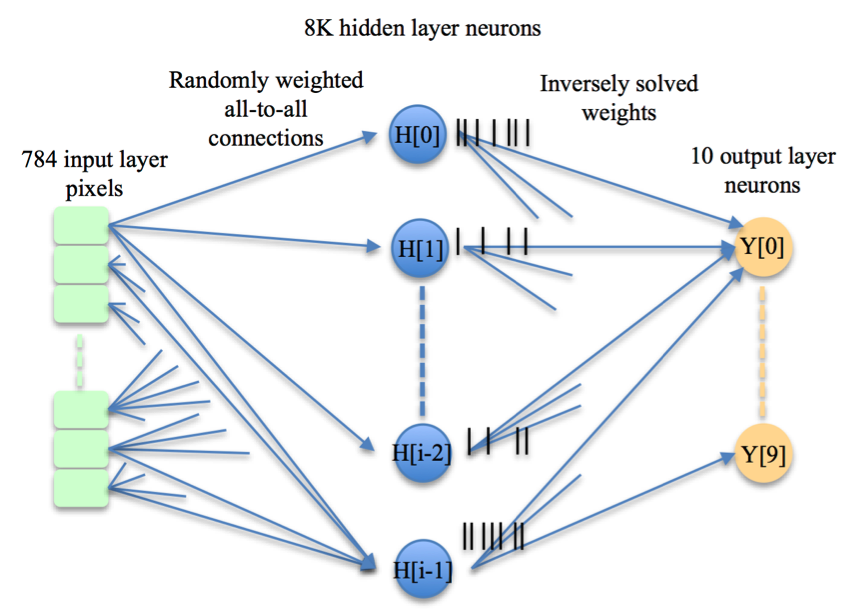 8K hidden layer neurons
Randomly weighted
all-to-all
connections
Inversely solved
weights
784 input layer
pixels
10 output layer
neurons
H[0]
H[1]
Y[0]
H[i-2]
Y[9]
H[i-1]